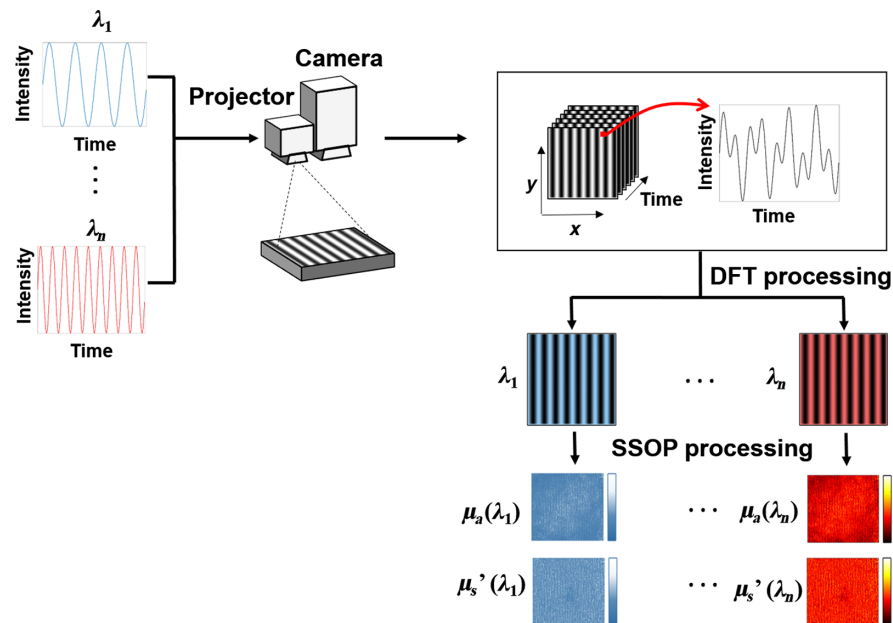 λ1
Intensity
Time
⋮
λn
Intensity
Time
Projector
Camera
y
x
Time
Intensity
Time
DFT processing
λ1
· · ·
λn
SSOP processing
μa(λ1)
· · ·
μa(λn)
μs’(λ1)
· · ·
μs’(λn)